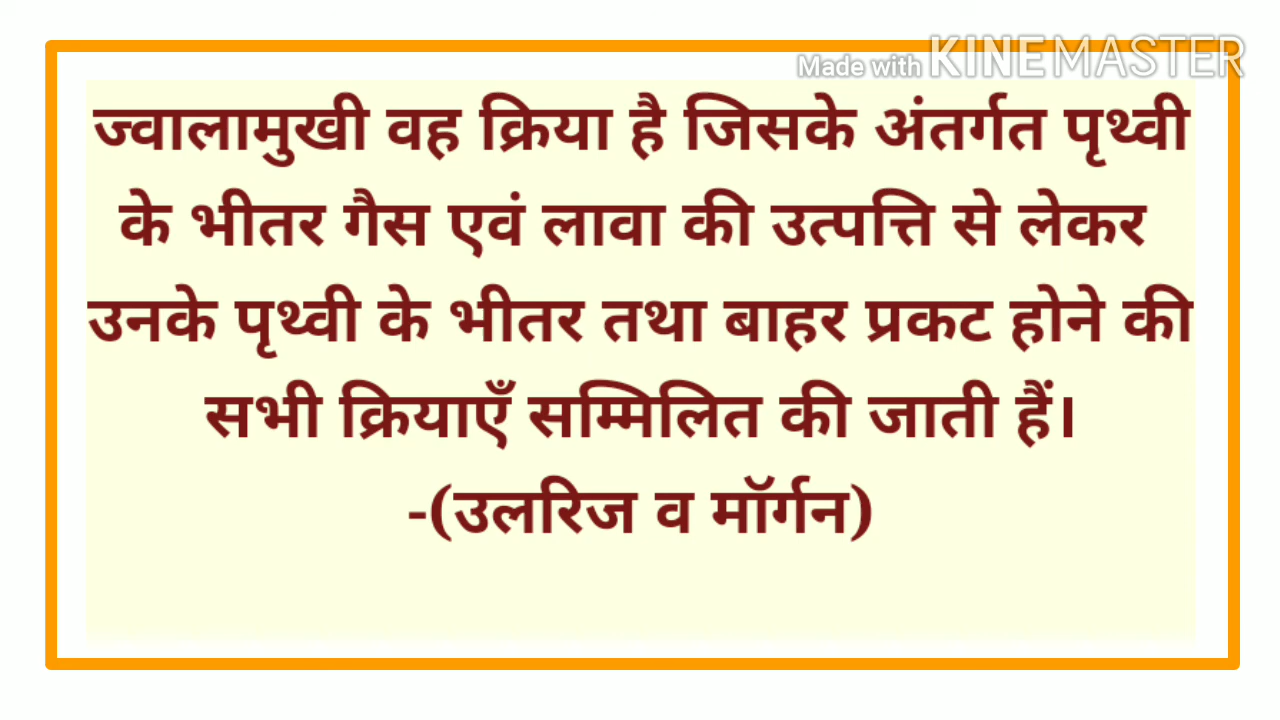 Made with KINEMASTER
ज्वालामुखी वह क्रिया है जिसके अंतर्गत पृथ्वी
के भीतर गैस एवं लावा की उत्पत्ति से लेकर
उनके पृथ्वी के भीतर तथा बाहर प्रकट होने की
सभी क्रियाएँ सम्मिलित की जाती हैं।
-(उलरिज व मॉर्गन)